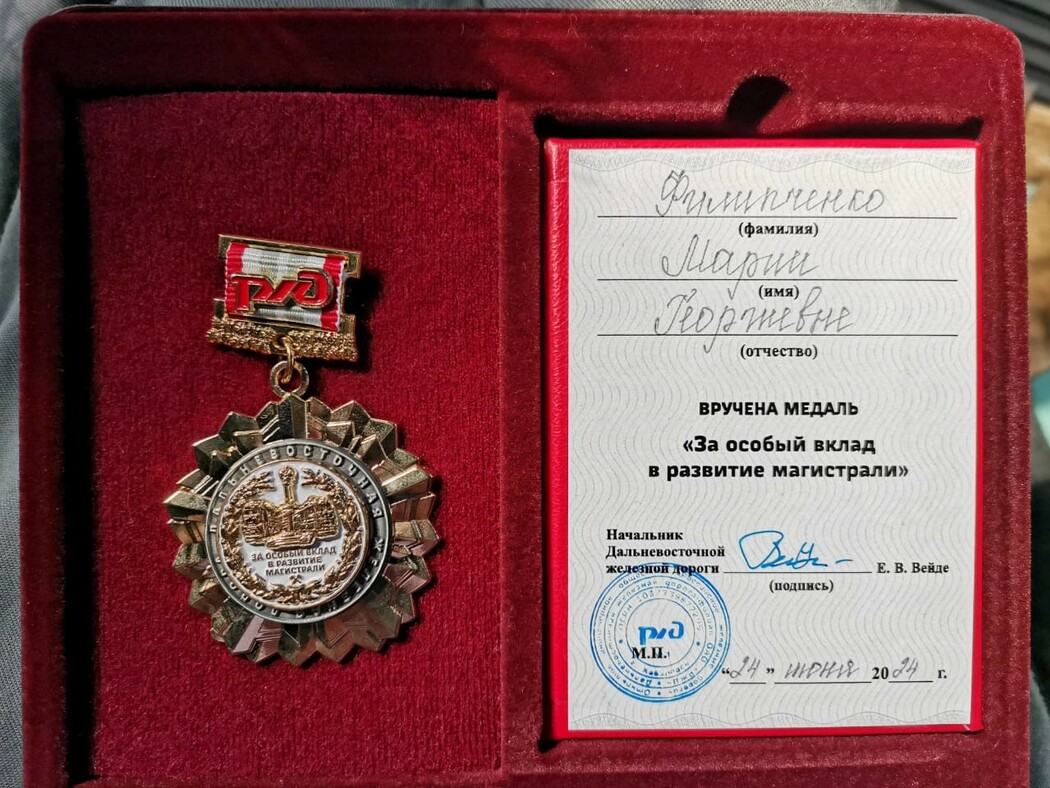 РЖД
ДАЛЬНЕВОСТОЧНАЯ
ЗА ОСОБЫЙ ВКЛАД
В РАЗВИТИЕ
МАГИСТРАЛИ
Филипченко
(фамилия)
Марии
(имя)
Георгиевне
(отчество)
ВРУЧЕНА МЕДАЛЬ
«За особый вклад
в развитие магистрали»
Начальник
Дальневосточной
железной дороги Е. В. Вейде
(подпись)
ржд
М.П.
“24” июня 2024 г.